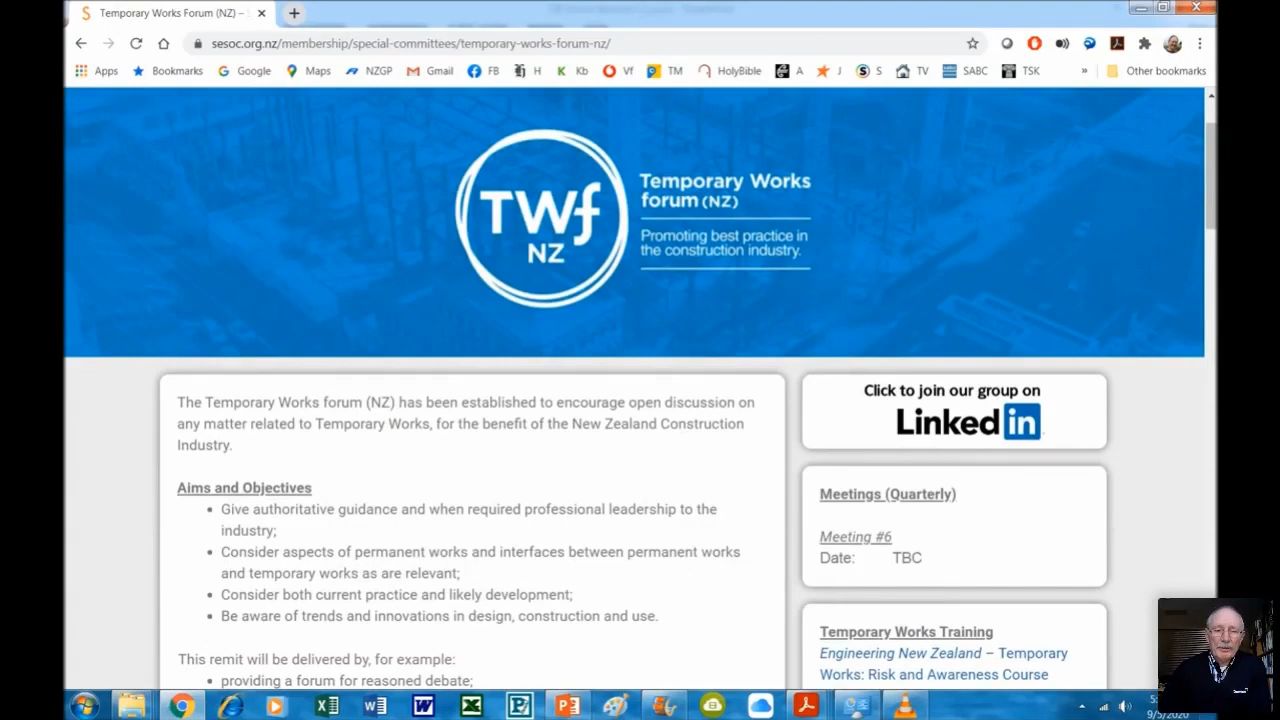 Temporary Works Forum (NZ) –
sesoc.org.nz/membership/special-committees/temporary-works-forum-nz/
Apps Bookmarks Google Maps NZGP Gmail FB H Kb Vf TM HolyBible A J S TV SABC TSK » Other bookmarks
TWf
NZ
Temporary Works
forum (NZ)
Promoting best practice in
the construction industry.
The Temporary Works forum (NZ) has been established to encourage open discussion on
any matter related to Temporary Works, for the benefit of the New Zealand Construction
Industry.
Aims and Objectives
• Give authoritative guidance and when required professional leadership to the
industry;
• Consider aspects of permanent works and interfaces between permanent works
and temporary works as are relevant;
• Consider both current practice and likely development;
• Be aware of trends and innovations in design, construction and use.
This remit will be delivered by, for example:
• providing a forum for reasoned debate;
Click to join our group on
Linked in
Meetings (Quarterly)
Meeting #6
Date: TBC
Temporary Works Training
Engineering New Zealand – Temporary
Works: Risk and Awareness Course